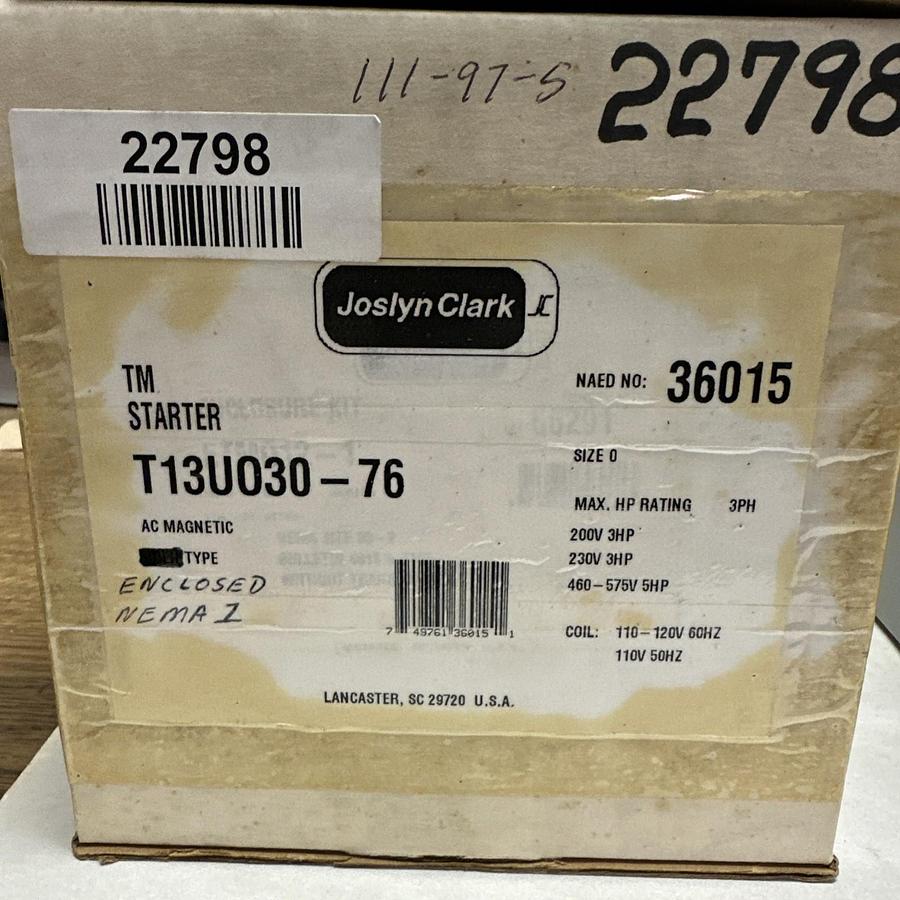 111-97-5
22798
22798
Joslyn Clark JC
TM
STARTER
T13U030-76
AC MAGNETIC
TYPE
ENCLOSED
NEMA 1
7 49761 36015 1
NAED NO: 36015
SIZE 0
MAX. HP RATING 3PH
200V 3HP
230V 3HP
460-575V 5HP
COIL: 110-120V 60HZ
110V 50HZ
LANCASTER, SC 29720 U.S.A.